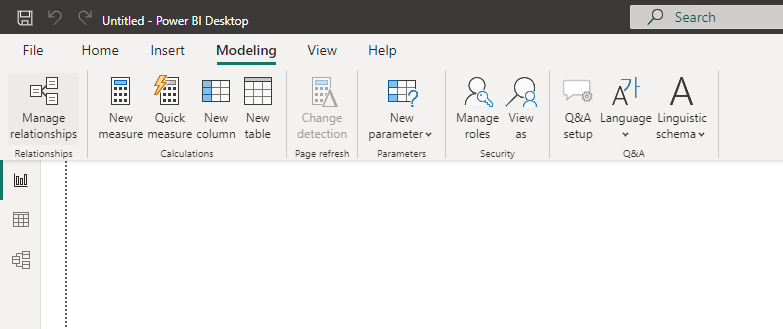 Untitled - Power BI Desktop
Search
File Home Insert Modeling View Help
Manage relationships
New measure
Quick measure
New column
New table
Change detection
New parameter
Manage roles
View as
Q&A setup
Language
Linguistic schema
Relationships Calculations Page refresh Parameters Security Q&A